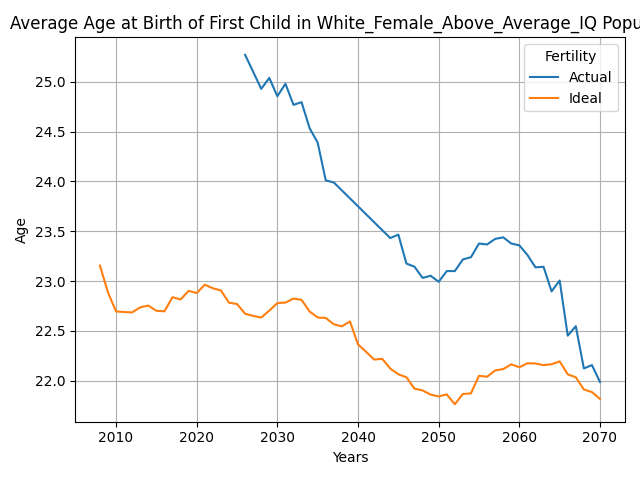 Average Age at Birth of First Child in White_Female_Above_Average_IQ Popu
Fertility
Actual
Ideal
25.0
24.5
24.0
23.5
23.0
22.5
22.0
Age
2010 2020 2030 2040 2050 2060 2070
Years